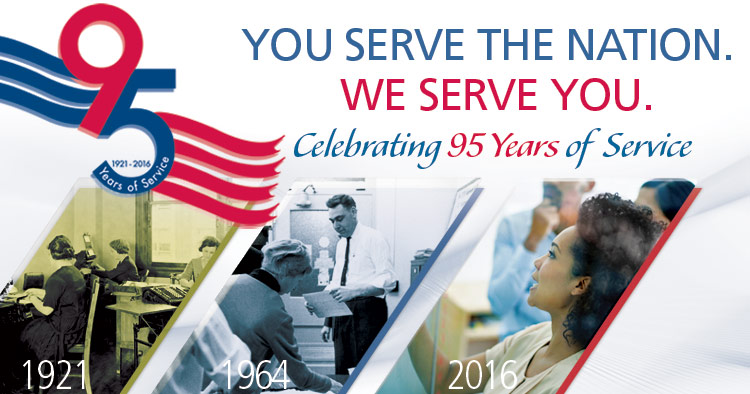 YOU SERVE THE NATION.
WE SERVE YOU.
Celebrating 95 Years of Service
95
1921-2016
Years of Service
1921
1964
2016